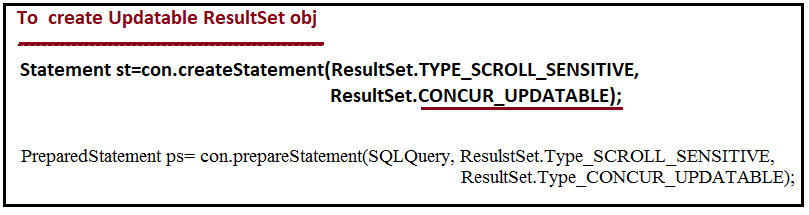 To create Updatable ResultSet obj
Statement st=con.createStatement(ResultSet.TYPE_SCROLL_SENSITIVE,
ResultSet.CONCUR_UPDATABLE);
PreparedStatement ps= con.prepareStatement(SQLQuery, ResulstSet.Type_SCROLL_SENSITIVE,
ResultSet.Type_CONCUR_UPDATABLE);